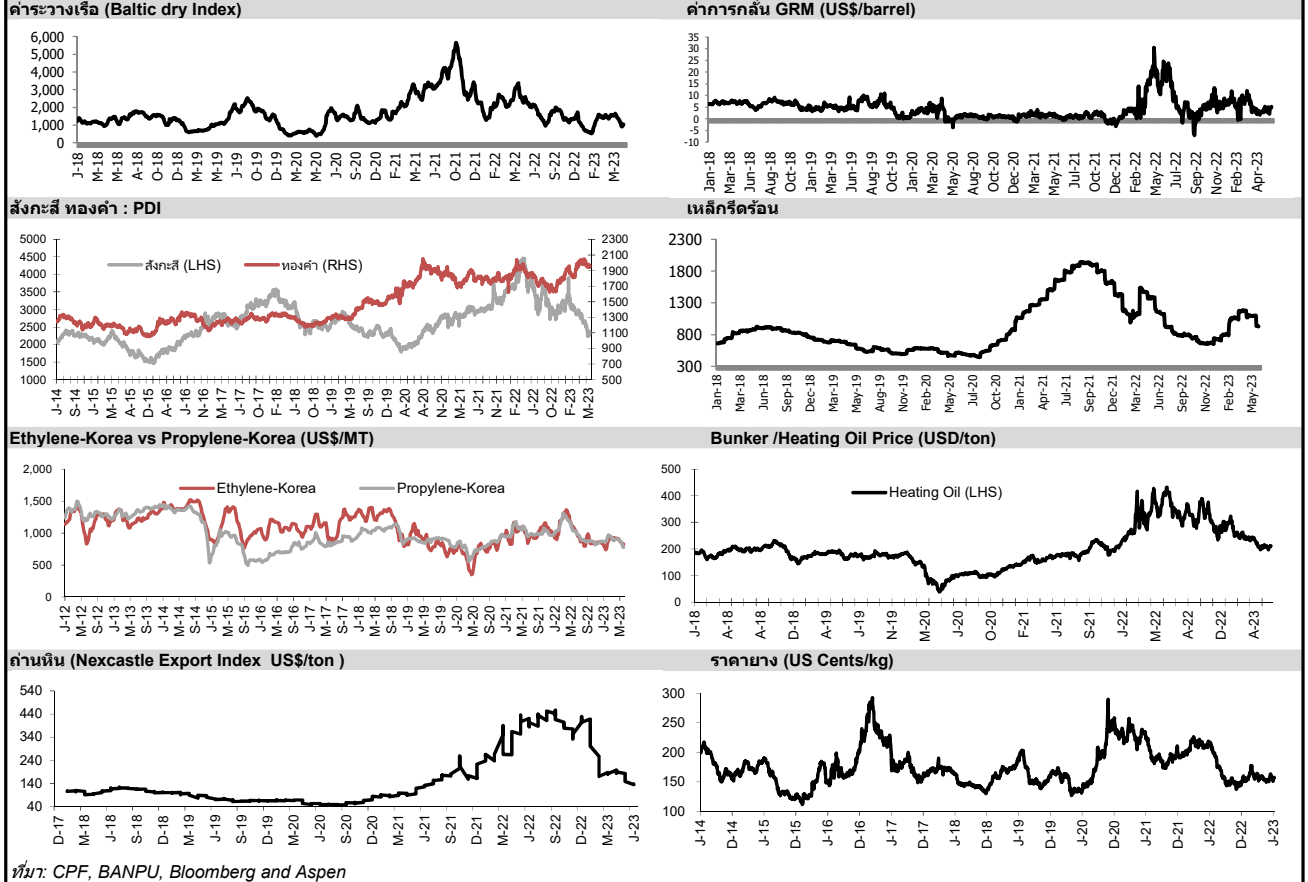 ค่าระวางเรือ (Baltic dry Index)
6,000
5,000
4,000
3,000
2,000
1,000
0
J-18
M-18
M-18
A-18
O-18
D-18
M-19
M-19
J-19
O-19
D-19
M-20
M-20
J-20
S-20
D-20
F-21
A-21
J-21
O-21
D-21
F-22
M-22
J-22
S-22
D-22
F-23
M-23
ค่าการกลั่น GRM (US$/barrel)
35
30
25
20
15
10
5
0
-5
-10
Jan-18
Mar-18
Jun-18
Aug-18
Oct-18
Jan-19
Mar-19
Jun-19
Aug-19
Oct-19
Jan-20
Mar-20
May-20
Aug-20
Oct-20
Dec-20
Mar-21
May-21
Jul-21
Oct-21
Dec-21
Feb-22
May-22
Jul-22
Sep-22
Nov-22
Feb-23
Apr-23
สังกะสี ทองคำ : PDI
5000
4500
4000
3500
3000
2500
2000
1500
1000
สังกะสี (LHS)
ทองคำ (RHS)
2300
2100
1900
1700
1500
1300
1100
900
700
500
J-14
S-14
J-15
M-15
D-15
A-16
J-16
N-16
M-17
J-17
O-17
F-18
J-18
O-18
J-19
M-19
S-19
D-19
A-20
A-20
O-20
M-21
J-21
N-21
F-22
J-22
O-22
F-23
M-23
เหล็กรีดร้อน
2300
1800
1300
800
300
Jan-18
Mar-18
Jun-18
Sep-18
Dec-18
Mar-19
May-19
Aug-19
Nov-19
Feb-20
May-20
Jul-20
Oct-20
Jan-21
Apr-21
Jul-21
Sep-21
Dec-21
Mar-22
Jun-22
Sep-22
Nov-22
Feb-23
May-23
Ethylene-Korea vs Propylene-Korea (US$/MT)
2,000
1,500
1,000
500
0
Ethylene-Korea
Propylene-Korea
J-12
M-12
S-12
J-13
M-13
S-13
J-14
M-14
S-14
J-15
M-15
S-15
J-16
M-16
S-16
J-17
M-17
S-17
J-18
M-18
S-18
J-19
M-19
S-19
J-20
M-20
S-20
J-21
M-21
S-21
J-22
M-22
S-22
J-23
M-23
Bunker /Heating Oil Price (USD/ton)
500
400
300
200
100
0
Heating Oil (LHS)
J-18
A-18
A-18
D-18
A-19
J-19
N-19
M-20
J-20
O-20
F-21
J-21
S-21
J-22
M-22
A-22
D-22
A-23
ถ่านหิน (Nexcastle Export Index US$/ton )
540
440
340
240
140
40
D-17
M-18
J-18
S-18
D-18
M-19
J-19
S-19
D-19
M-20
J-20
S-20
D-20
M-21
J-21
S-21
D-21
M-22
J-22
S-22
D-22
M-23
J-23
ราคายาง (US Cents/kg)
300
250
200
150
100
J-14
D-14
J-15
D-15
J-16
D-16
J-17
D-17
J-18
D-18
J-19
D-19
J-20
D-20
J-21
D-21
J-22
D-22
J-23
ที่มา: CPF, BANPU, Bloomberg and Aspen